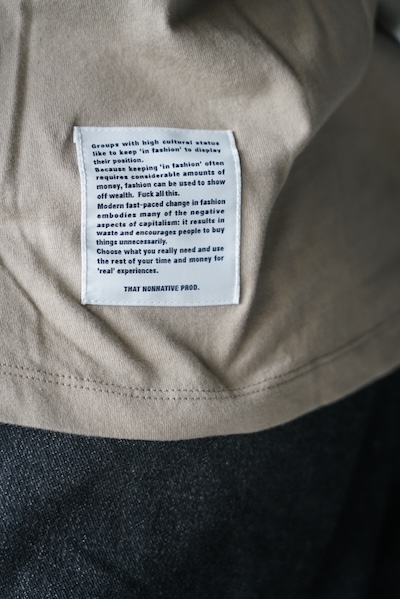 Groups with high cultural status
like to keep 'in fashion' to display
their position.
Because keeping 'in fashion' often
requires considerable amounts of
money, fashion can be used to show
off wealth. Fuck all this.
Modern fast-paced change in fashion
embodies many of the negative
aspects of capitalism: it results in
waste and encourages people to buy
things unnecessarily.
Choose what you really need and use
the rest of your time and money for
'real' experiences.
THAT NONNATIVE PROD.